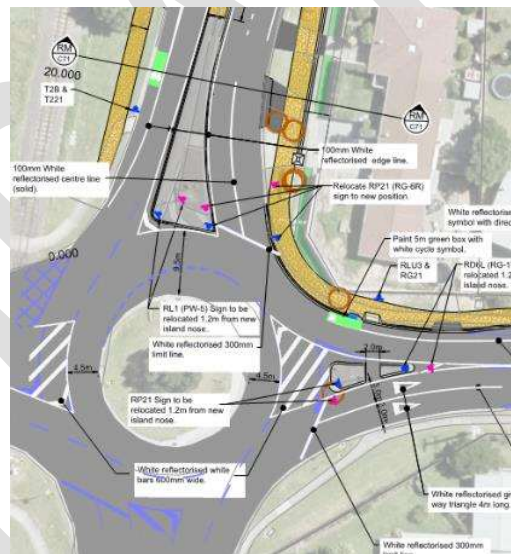 RM
C71
20.000
T2B &
T221
RM
C71
100mm White
reflectorised edge line.
100mm White
reflectorised centre line
(solid).
Relocate RP21 (RG-6R)
sign to new position.
White reflectorise
symbol with direc
Paint 5m green box with
white cycle symbol.
0.000
9.5m
RLU3 &
RG21
relocated 1.2
island nose.
RL1 (PW-5) Sign to be
relocated 1.2m from new
island nose.
White reflectorised 300mm
limit line.
2.0m
4.5m
4.5m
RP21 Sign to be
relocated 1.2m from new
island nose.
White reflectorised white
bars 600mm wide.
White reflectorised gi
way triangle 4m long.
White reflectorised 300mm